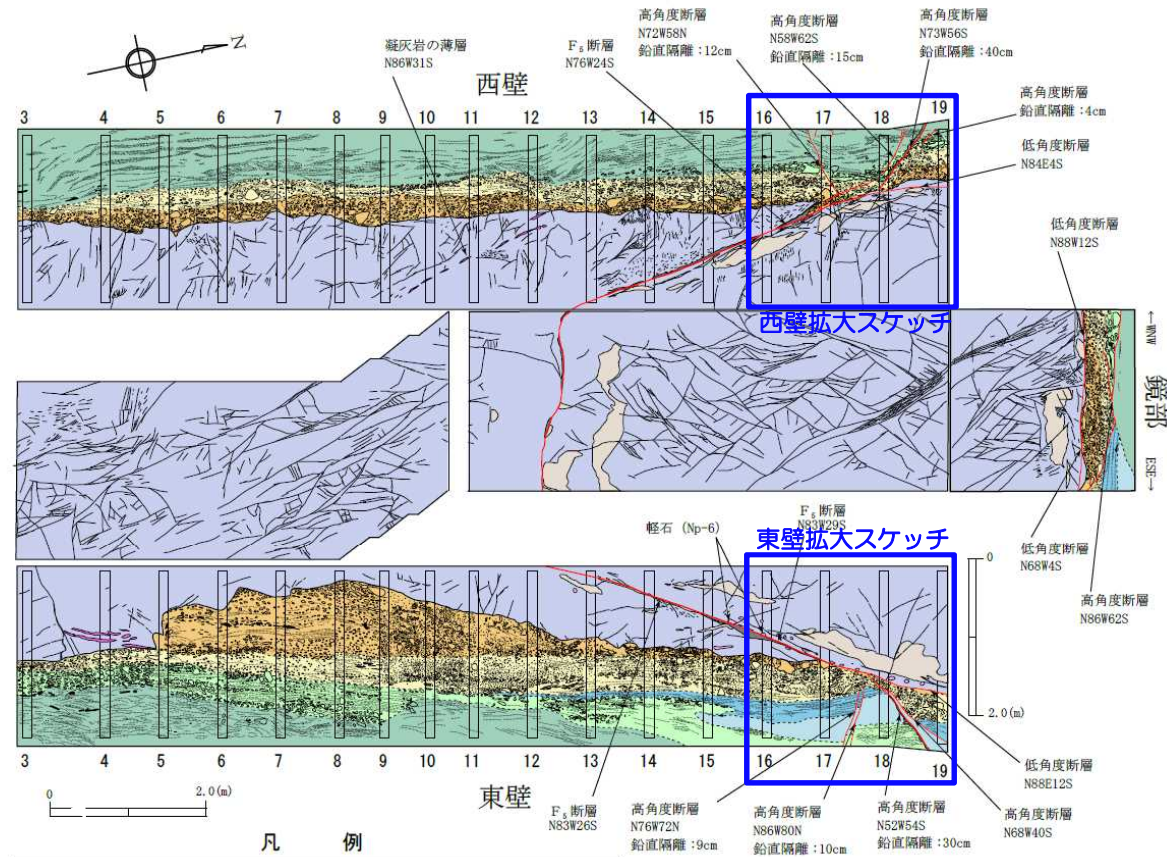 N
高角度断層
N72W58N
鉛直隔離:12cm
高角度断層
N58W62S
鉛直隔離:15cm
高角度断層
N73W56S
鉛直隔離:40cm
凝灰岩の薄層
N86W31S
F₅断層
N76W24S
西壁
高角度断層
鉛直隔離:4cm
低角度断層
N84E4S
3 4 5 6 7 8 9 10 11 12 13 14 15 16 17 18 19
低角度断層
N88W12S
西壁拡大スケッチ
←WNW
鏡部
ESE→
軽石 (Np-6)
F₅断層
N83W29S
東壁拡大スケッチ
低角度断層
N68W4S
高角度断層
N86W62S
0
2.0(m)
3 4 5 6 7 8 9 10 11 12 13 14 15 16 17 18 19
低角度断層
N88E12S
0 2.0(m)
東壁
F₅断層
N83W26S
高角度断層
N76W72N
鉛直隔離:9cm
高角度断層
N86W80N
鉛直隔離:10cm
高角度断層
N52W54S
鉛直隔離:30cm
高角度断層
N68W40S
凡 例